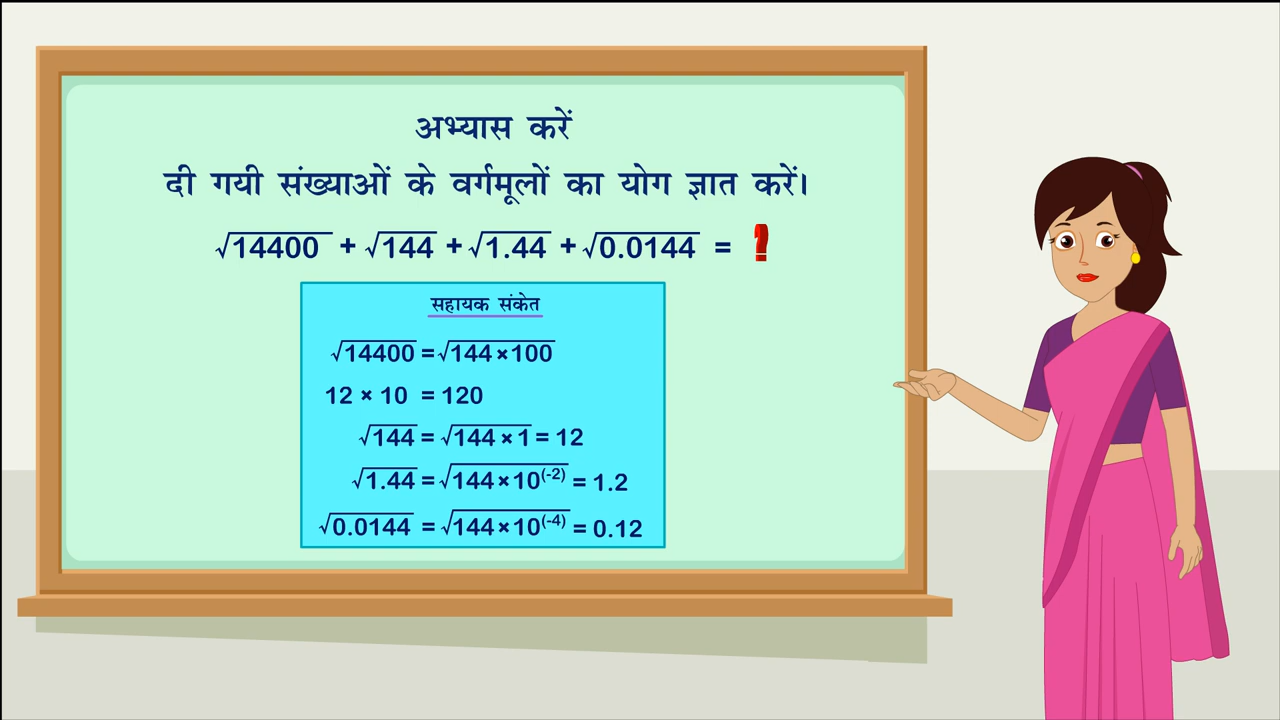 अभ्यास करें
दी गयी संख्याओं के वर्गमूलों का योग ज्ञात करें।
√14400 + √144 + √1.44 + √0.0144 = ?
सहायक संकेत
√14400 = √144×100
12 × 10 = 120
√144 = √144 × 1 = 12
√1.44 = √144×10⁽⁻²⁾ = 1.2
√0.0144 = √144×10⁽⁻⁴⁾ = 0.12